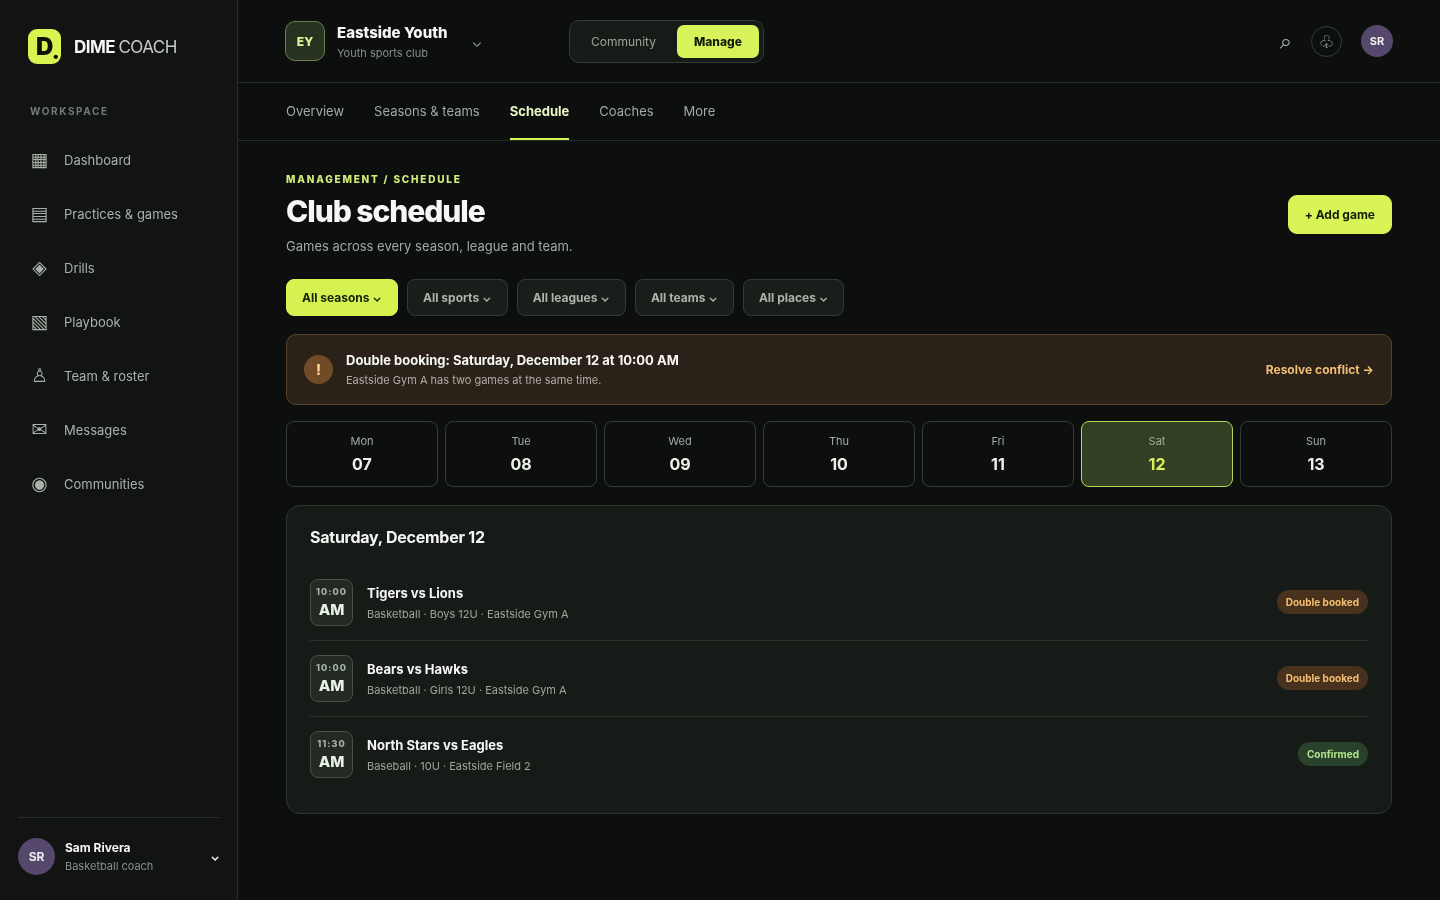 D.
DIME COACH
WORKSPACE
Dashboard
Practices & games
Drills
Playbook
Team & roster
Messages
Communities
SR
Sam Rivera
Basketball coach
EY
Eastside Youth
Youth sports club
Community
Manage
SR
Overview
Seasons & teams
Schedule
Coaches
More
MANAGEMENT / SCHEDULE
Club schedule
Games across every season, league and team.
+ Add game
All seasons
All sports
All leagues
All teams
All places
!
Double booking: Saturday, December 12 at 10:00 AM
Eastside Gym A has two games at the same time.
Resolve conflict →
Mon
07
Tue
08
Wed
09
Thu
10
Fri
11
Sat
12
Sun
13
Saturday, December 12
10:00
AM
Tigers vs Lions
Basketball · Boys 12U · Eastside Gym A
Double booked
10:00
AM
Bears vs Hawks
Basketball · Girls 12U · Eastside Gym A
Double booked
11:30
AM
North Stars vs Eagles
Baseball · 10U · Eastside Field 2
Confirmed